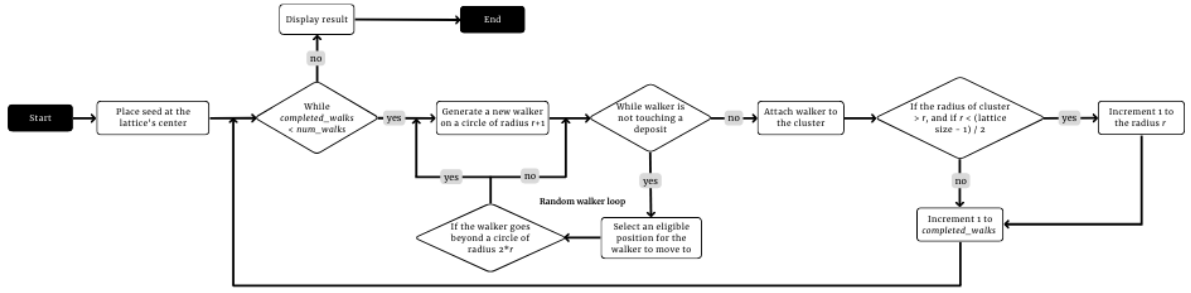 Display result
End
no
Start
Place seed at the
lattice's center
While
completed_walks
< num_walks
yes
Generate a new walker
on a circle of radius r+1
While walker is
not touching a
deposit
no
Attach walker to
the cluster
If the radius of cluster
> r, and if r < (lattice
size - 1) / 2
yes
Increment 1 to
the radius r
yes
no
yes
no
Random walker loop
If the walker goes
beyond a circle of
radius 2*r
Select an eligible
position for the
walker to move to
Increment 1 to
completed_walks